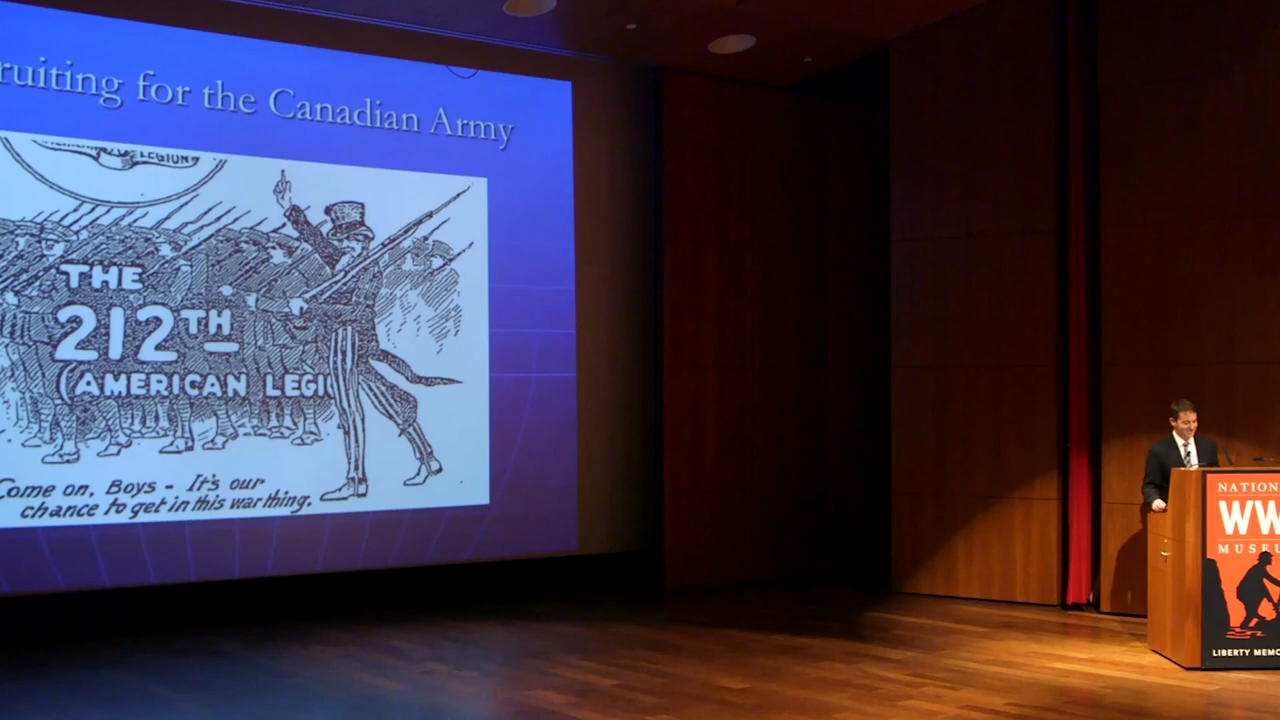 ruiting for the Canadian Army
LEGION
THE
212TH
(AMERICAN LEGI
Come on, Boys - It's our
chance to get in this war thing.
NATION
WW
MUSEU
LIBERTY MEMO